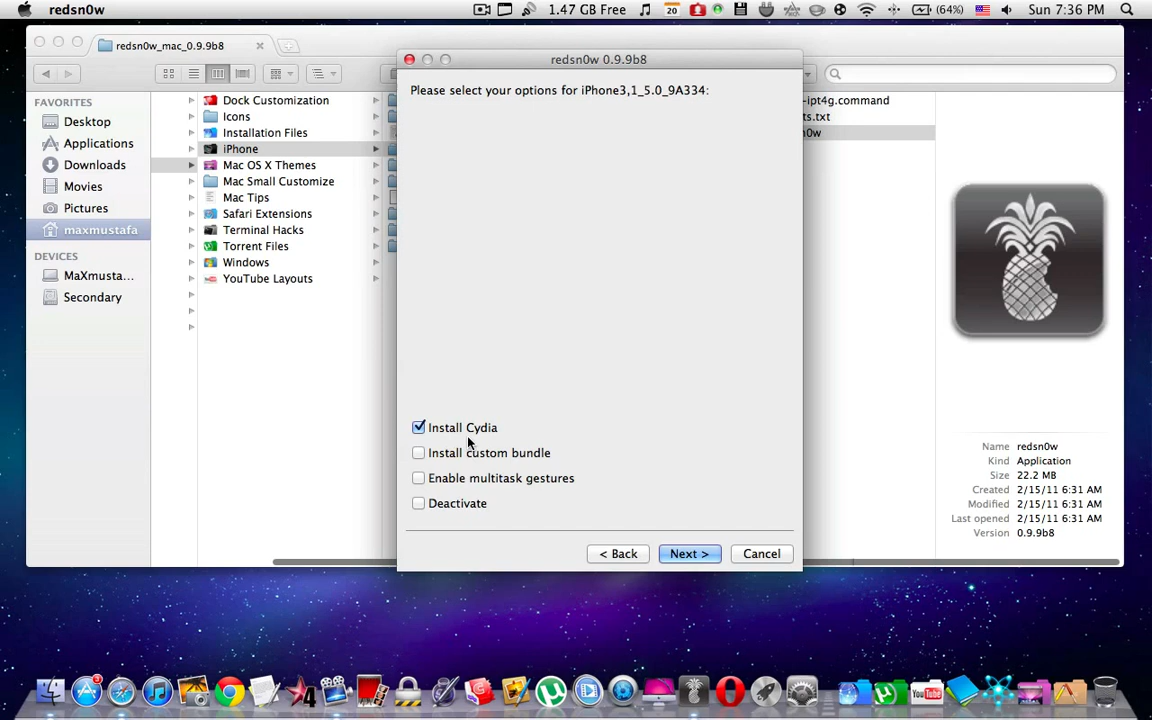 redsn0w
1.47 GB Free
20
(64%)
Sun 7:36 PM
redsn0w_mac_0.9.9b8
redsn0w 0.9.9b8
FAVORITES
Desktop
Applications
Downloads
Movies
Pictures
maxmustafa
DEVICES
MaXmusta...
Secondary
Dock Customization
Icons
Installation Files
iPhone
Mac OS X Themes
Mac Small Customize
Mac Tips
Safari Extensions
Terminal Hacks
Torrent Files
Windows
YouTube Layouts
Please select your options for iPhone3,1_5.0_9A334:
Install Cydia
Install custom bundle
Enable multitask gestures
Deactivate
< Back
Next >
Cancel
-ipt4g.command
ts.txt
n0w
Name redsn0w
Kind Application
Size 22.2 MB
Created 2/15/11 6:31 AM
Modified 2/15/11 6:31 AM
Last opened 2/15/11 6:31 AM
Version 0.9.9b8
3
4
You Tube